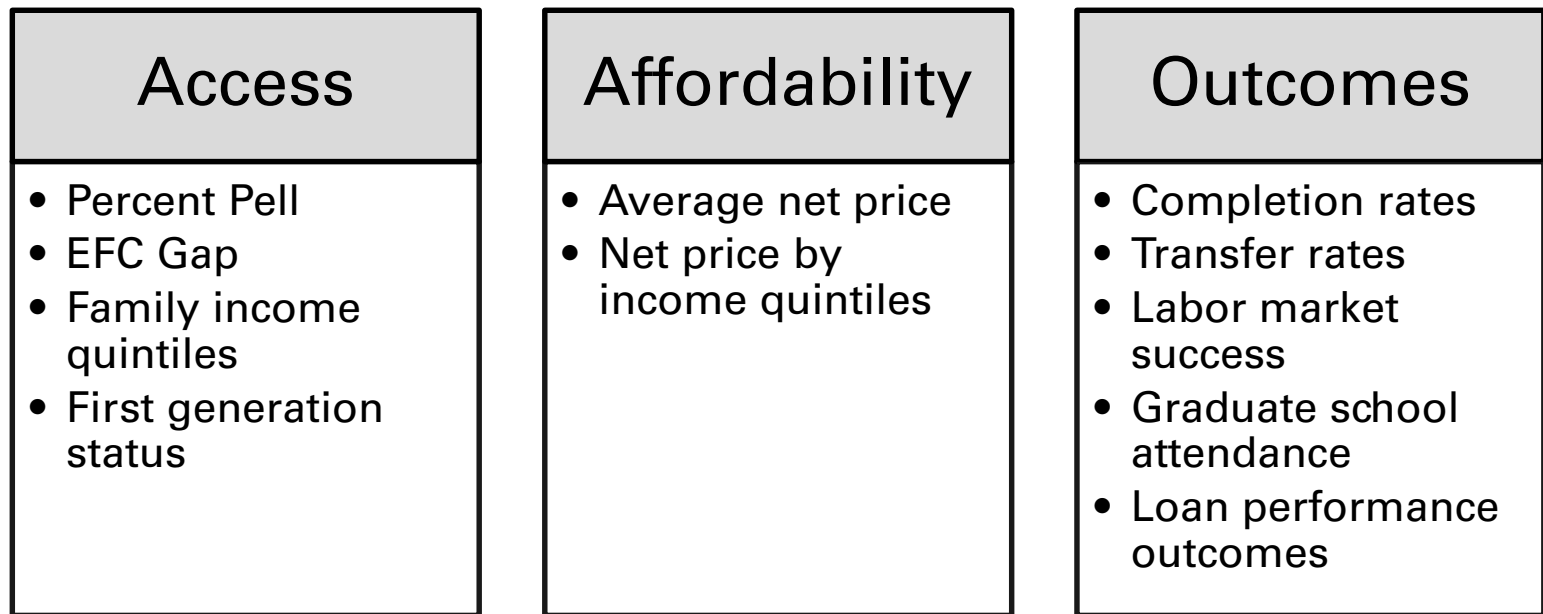 Access
• Percent Pell
• EFC Gap
• Family income
quintiles
• First generation
status
Affordability
• Average net price
• Net price by
income quintiles
Outcomes
• Completion rates
• Transfer rates
• Labor market
success
• Graduate school
attendance
• Loan performance
outcomes